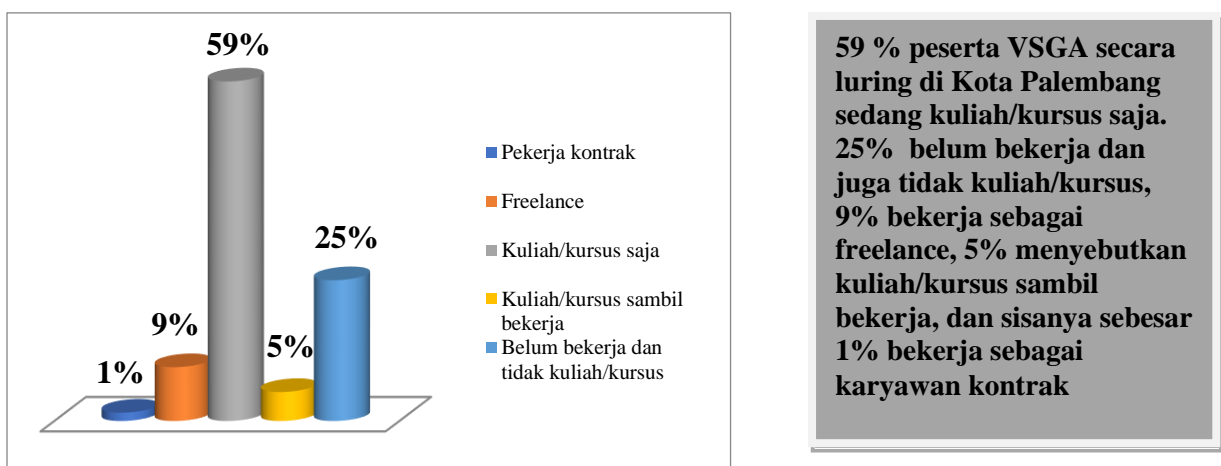 59%
25%
9%
5%
1%
Pekerja kontrak
Freelance
Kuliah/kursus saja
Kuliah/kursus sambil
bekerja
Belum bekerja dan
tidak kuliah/kursus
59 % peserta VSGA secara
luring di Kota Palembang
sedang kuliah/kursus saja.
25% belum bekerja dan
juga tidak kuliah/kursus,
9% bekerja sebagai
freelance, 5% menyebutkan
kuliah/kursus sambil
bekerja, dan sisanya sebesar
1% bekerja sebagai
karyawan kontrak